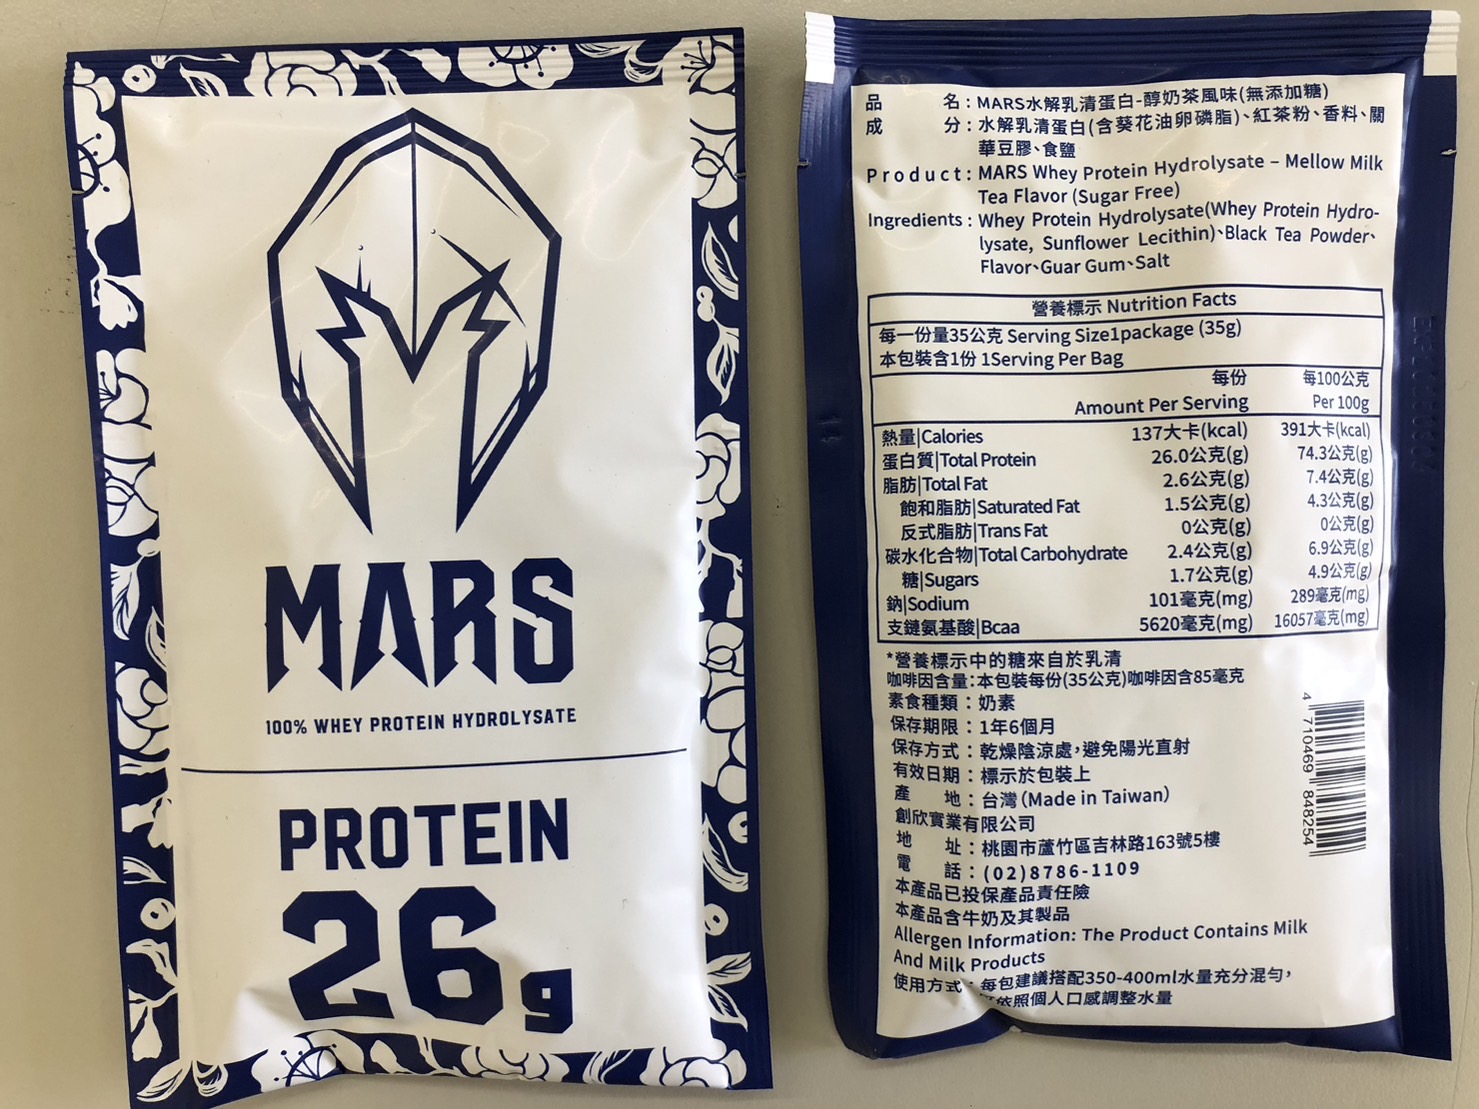 MARS
100% WHEY PROTEIN HYDROLYSATE
PROTEIN
26g
品名：MARS水解乳清蛋白-醇奶茶風味(無添加糖)
成分：水解乳清蛋白(含葵花油卵磷脂)、紅茶粉、香料、關
華豆膠、食鹽
Product: MARS Whey Protein Hydrolysate – Mellow Milk
Tea Flavor (Sugar Free)
Ingredients : Whey Protein Hydrolysate(Whey Protein Hydro-
lysate, Sunflower Lecithin)、Black Tea Powder、
Flavor、Guar Gum、Salt
營養標示 Nutrition Facts
每一份量35公克 Serving Size1package (35g)
本包裝含1份 1Serving Per Bag
每份 每100公克
Amount Per Serving Per 100g
熱量|Calories 137大卡(kcal) 391大卡(kcal)
蛋白質|Total Protein 26.0公克(g) 74.3公克(g)
脂肪|Total Fat 2.6公克(g) 7.4公克(g)
飽和脂肪|Saturated Fat 1.5公克(g) 4.3公克(g)
反式脂肪|Trans Fat 0公克(g) 0公克(g)
碳水化合物|Total Carbohydrate 2.4公克(g) 6.9公克(g)
糖|Sugars 1.7公克(g) 4.9公克(g)
鈉|Sodium 101毫克(mg) 289毫克(mg)
支鏈氨基酸|Bcaa 5620毫克(mg) 16057毫克(mg)
*營養標示中的糖來自於乳清
咖啡因含量：本包裝每份(35公克)咖啡因含85毫克
素食種類：奶素
保存期限：1年6個月
保存方式：乾燥陰涼處，避免陽光直射
有效日期：標示於包裝上
產地：台灣（Made in Taiwan）
創欣實業有限公司
地址：桃園市蘆竹區吉林路163號5樓
電話：(02)8786-1109
本產品已投保產品責任險
本產品含牛奶及其製品
Allergen Information: The Product Contains Milk
And Milk Products
使用方式：每包建議搭配350-400ml水量充分混勻，
依照個人口感調整水量
4 710469 848254